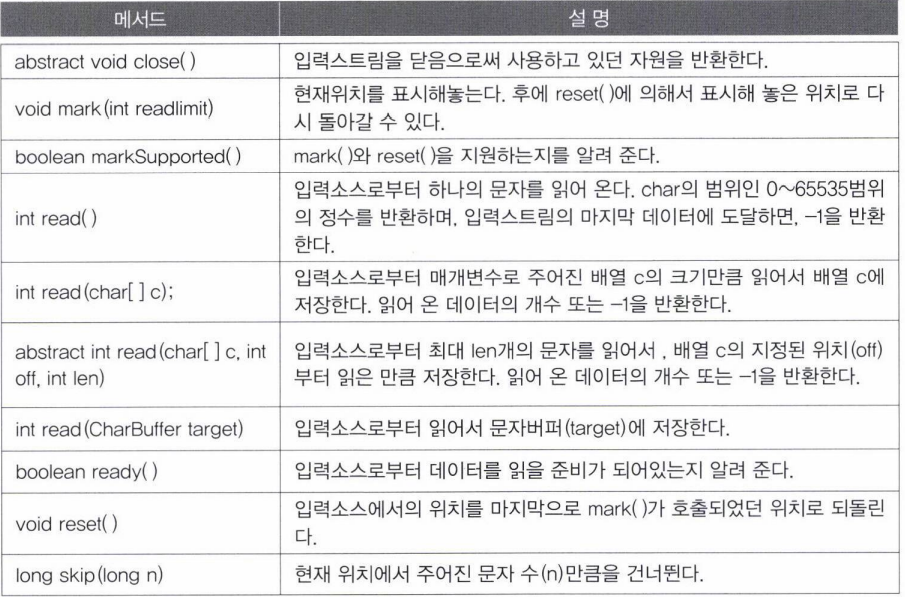 메서드 설 명
abstract void close( ) 입력스트림을 닫음으로써 사용하고 있던 자원을 반환한다.
void mark(int readlimit) 현재위치를 표시해놓는다. 후에 reset( )에 의해서 표시해 놓은 위치로 다
시 돌아갈 수 있다.
boolean markSupported( ) mark( )와 reset( )을 지원하는지를 알려 준다.
int read( ) 입력소스로부터 하나의 문자를 읽어 온다. char의 범위인 0~65535범위
의 정수를 반환하며, 입력스트림의 마지막 데이터에 도달하면, -1을 반환
한다.
int read(char[ ] c); 입력소스로부터 매개변수로 주어진 배열 c의 크기만큼 읽어서 배열 c에
저장한다. 읽어 온 데이터의 개수 또는 -1을 반환한다.
abstract int read(char[ ] c, int
off, int len)
입력소스로부터 최대 len개의 문자를 읽어서 , 배열 c의 지정된 위치(off)
부터 읽은 만큼 저장한다. 읽어 온 데이터의 개수 또는 -1을 반환한다.
int read(CharBuffer target) 입력소스로부터 읽어서 문자버퍼(target)에 저장한다.
boolean ready( ) 입력소스로부터 데이터를 읽을 준비가 되어있는지 알려 준다.
void reset( ) 입력소스에서의 위치를 마지막으로 mark( )가 호출되었던 위치로 되돌린
다.
long skip(long n) 현재 위치에서 주어진 문자 수(n)만큼을 건너뛴다.